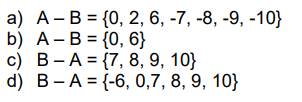 a) A – B = {0, 2, 6, -7, -8, -9, -10}
b) A – B = {0, 6}
c) B – A = {7, 8, 9, 10}
d) B – A = {-6, 0,7, 8, 9, 10}